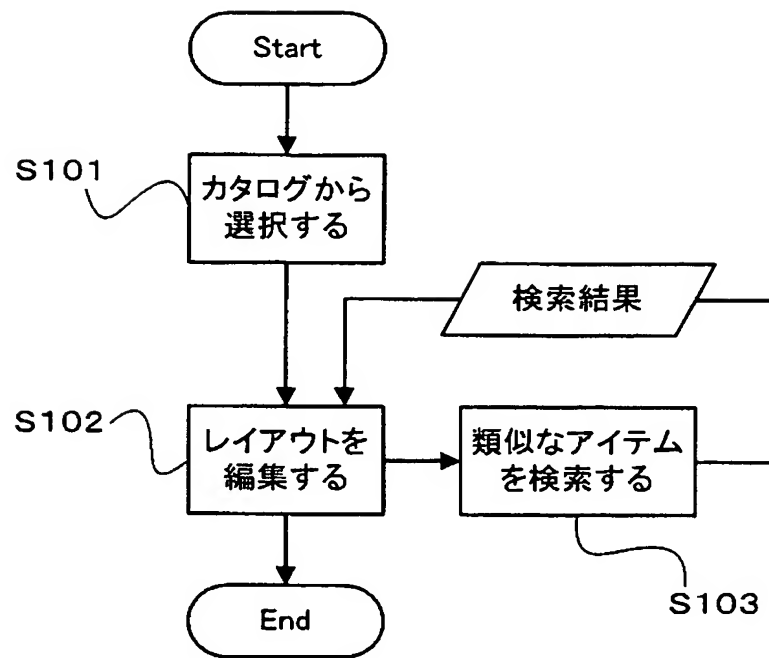 Start
S101
カタログから
選択する
検索結果
S102
レイアウトを
編集する
類似なアイテム
を検索する
S103
End